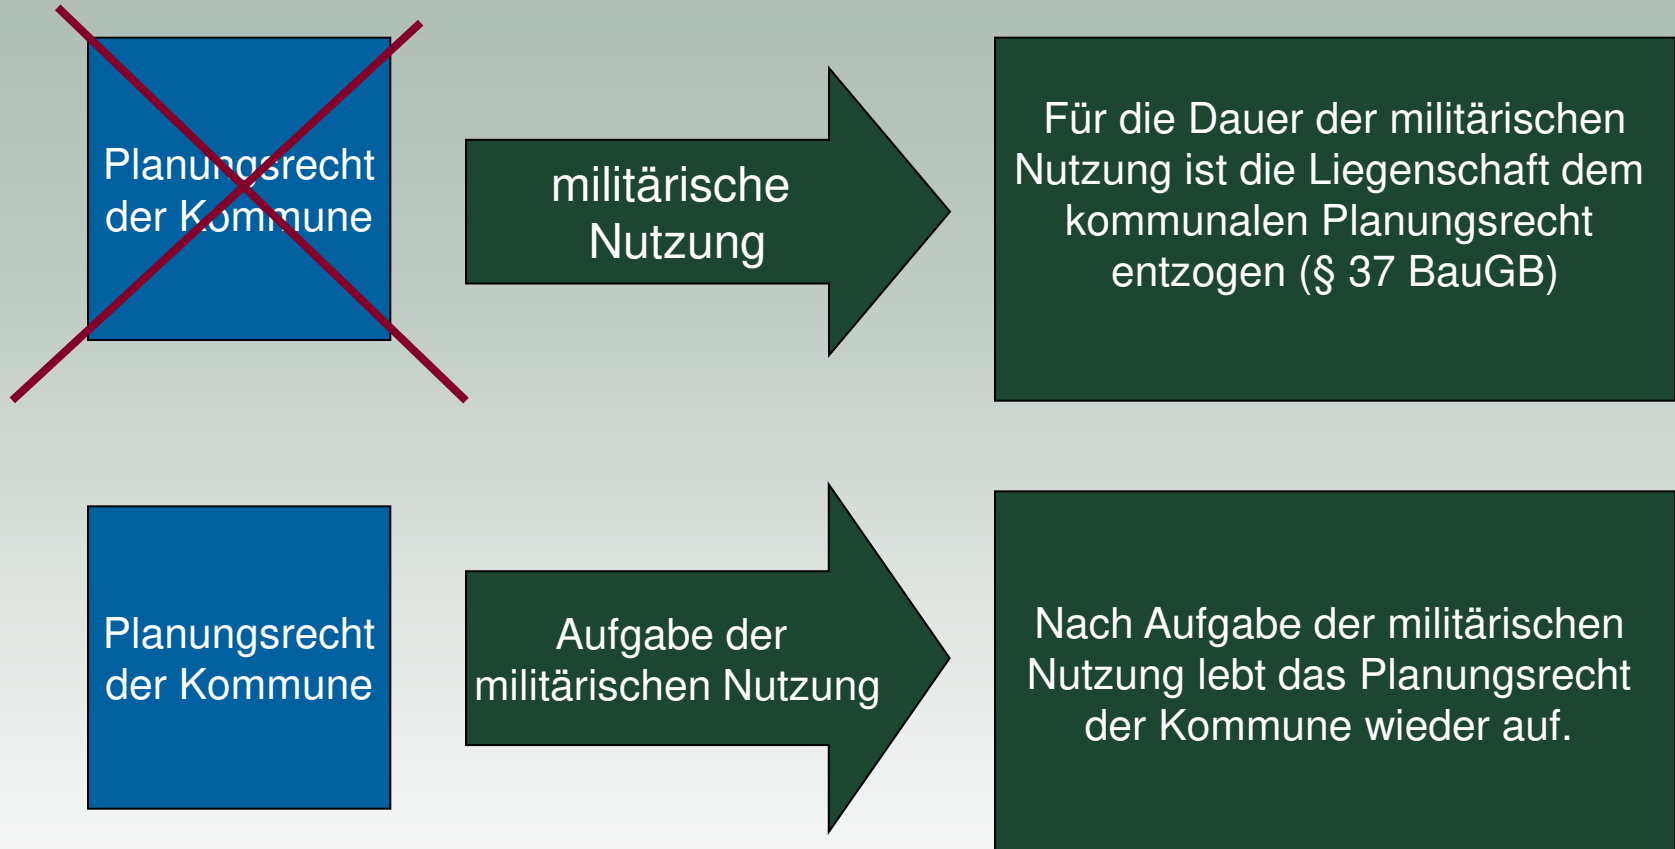 Planungsrecht
der Kommune
militärische
Nutzung
Für die Dauer der militärischen
Nutzung ist die Liegenschaft dem
kommunalen Planungsrecht
entzogen (§ 37 BauGB)
Planungsrecht
der Kommune
Aufgabe der
militärischen Nutzung
Nach Aufgabe der militärischen
Nutzung lebt das Planungsrecht
der Kommune wieder auf.